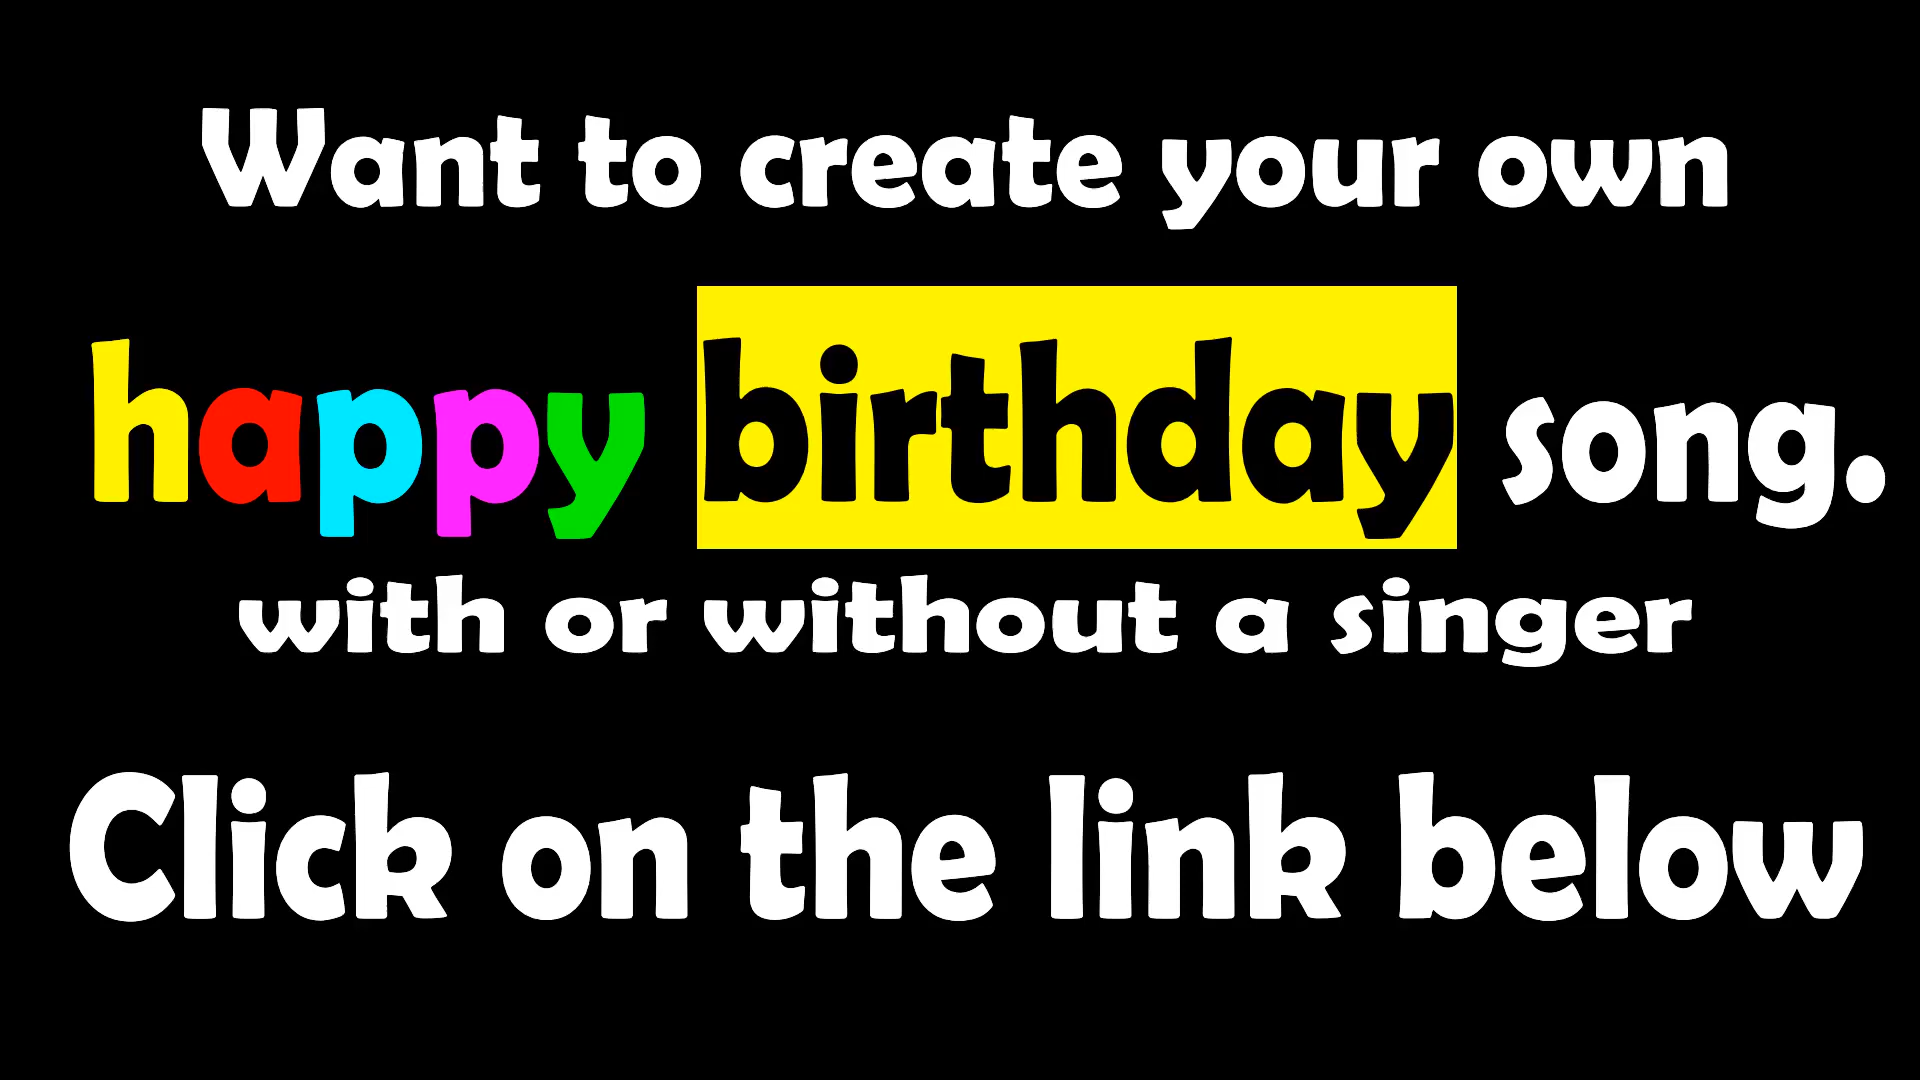 Want to create your own
happy birthday song.
with or without a singer
Click on the link below